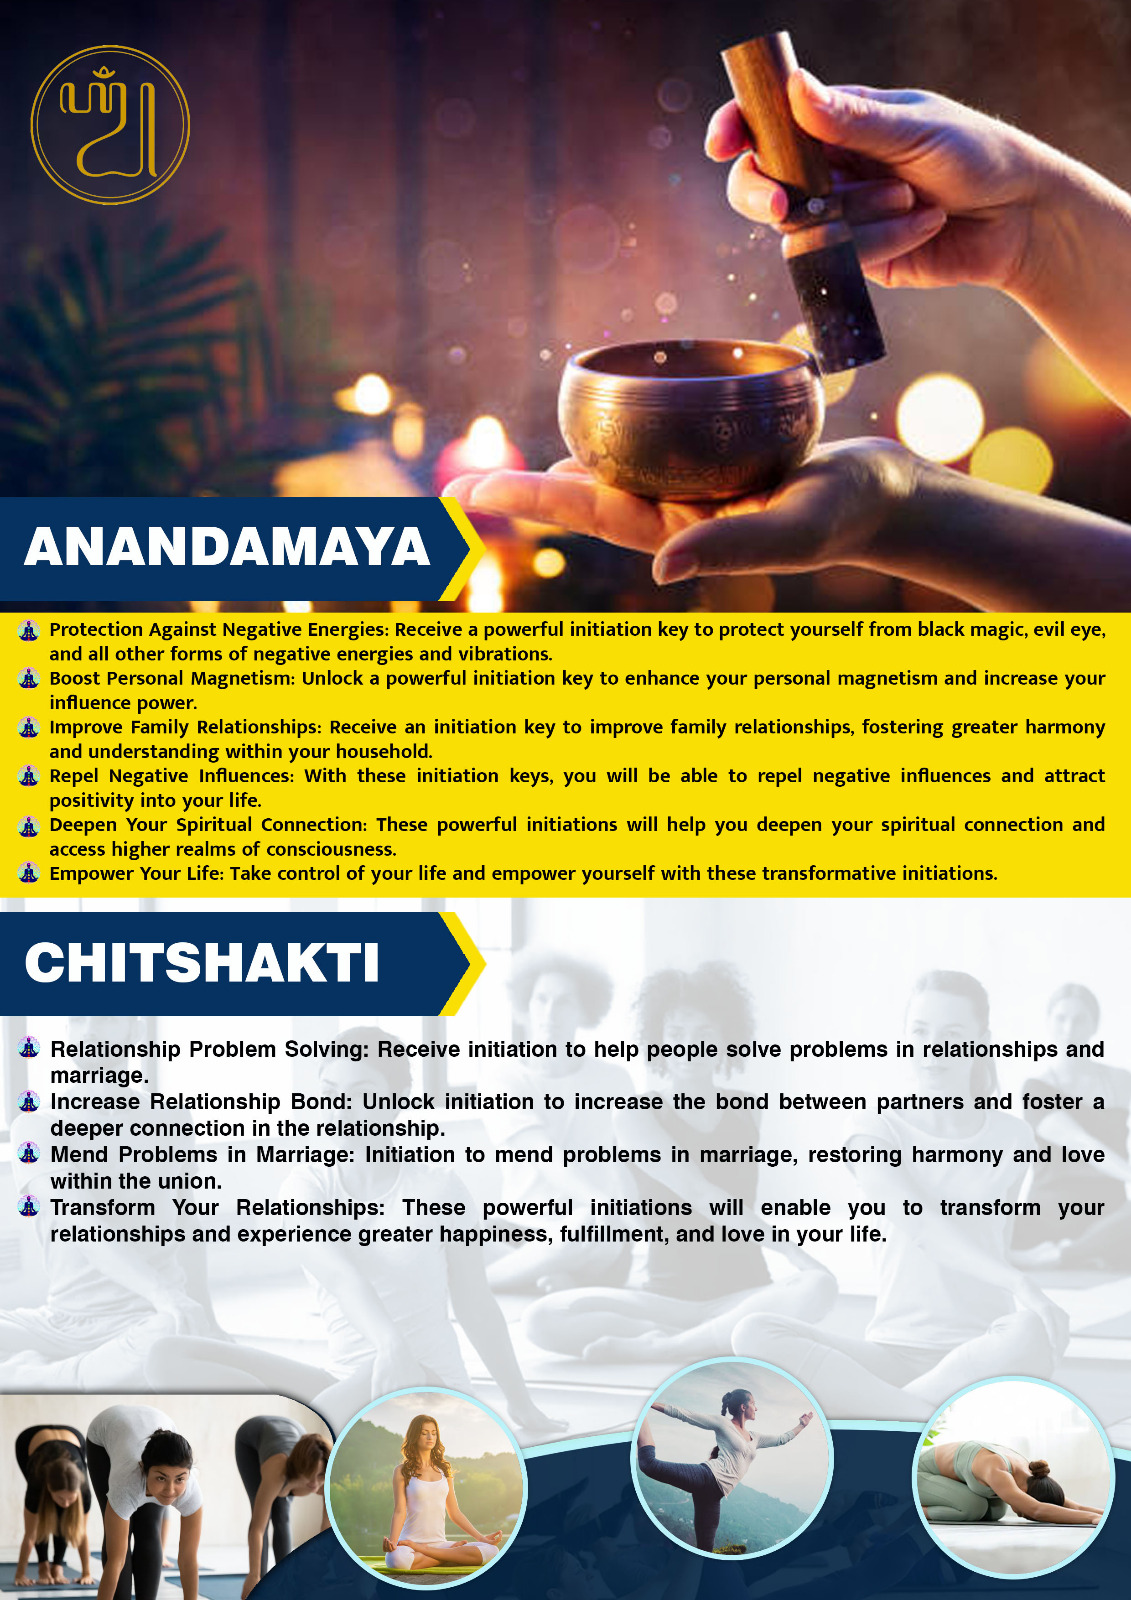 ANANDAMAYA
Protection Against Negative Energies: Receive a powerful initiation key to protect yourself from black magic, evil eye,
and all other forms of negative energies and vibrations.
Boost Personal Magnetism: Unlock a powerful initiation key to enhance your personal magnetism and increase your
influence power.
Improve Family Relationships: Receive an initiation key to improve family relationships, fostering greater harmony
and understanding within your household.
Repel Negative Influences: With these initiation keys, you will be able to repel negative influences and attract
positivity into your life.
Deepen Your Spiritual Connection: These powerful initiations will help you deepen your spiritual connection and
access higher realms of consciousness.
Empower Your Life: Take control of your life and empower yourself with these transformative initiations.
CHITSHAKTI
Relationship Problem Solving: Receive initiation to help people solve problems in relationships and
marriage.
Increase Relationship Bond: Unlock initiation to increase the bond between partners and foster a
deeper connection in the relationship.
Mend Problems in Marriage: Initiation to mend problems in marriage, restoring harmony and love
within the union.
Transform Your Relationships: These powerful initiations will enable you to transform your
relationships and experience greater happiness, fulfillment, and love in your life.